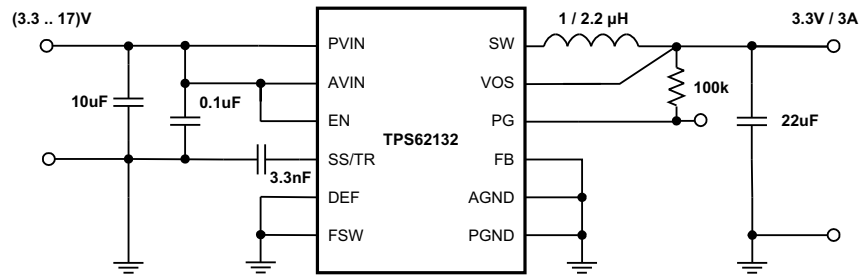 (3.3 .. 17)V
1 / 2.2 µH
3.3V / 3A
PVIN
SW
AVIN
VOS
100k
10uF
0.1uF
EN
PG
22uF
TPS62132
SS/TR
FB
3.3nF
DEF
AGND
FSW
PGND